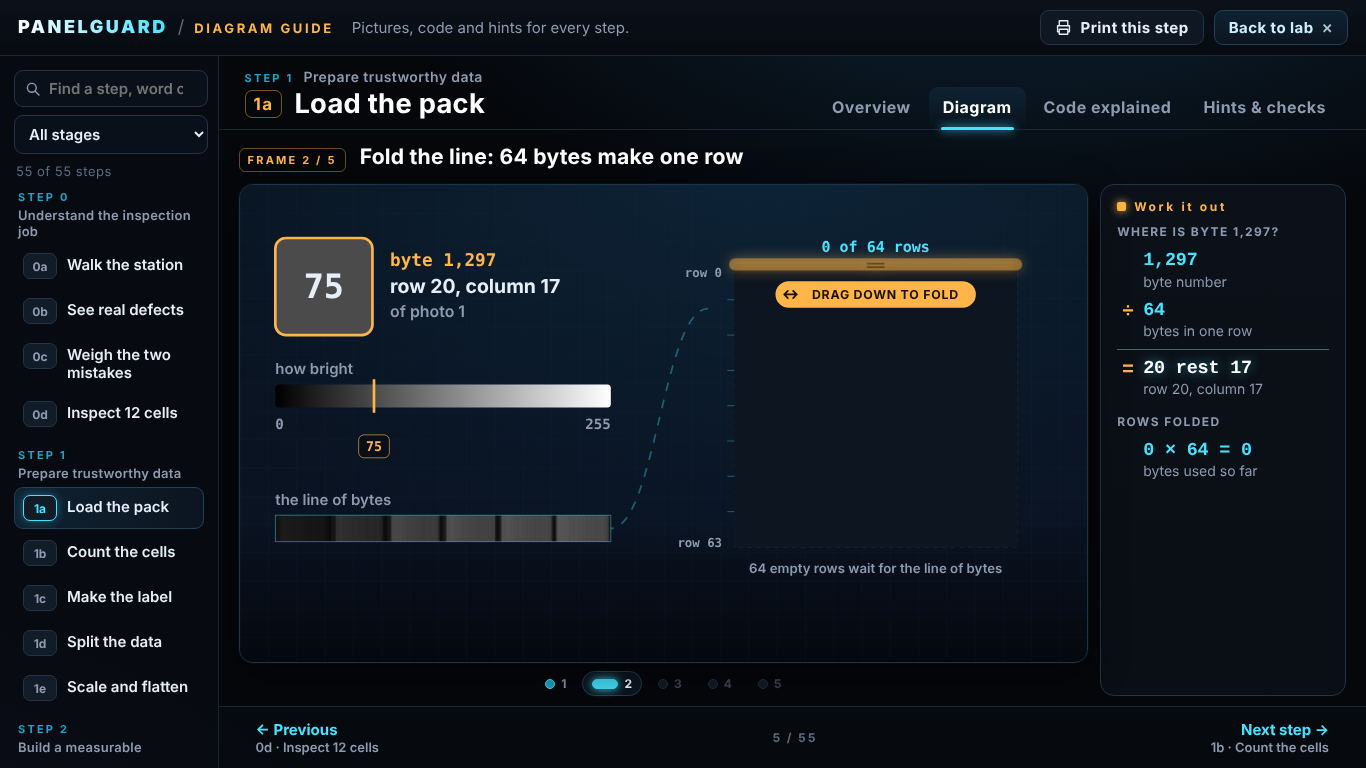 PANELGUARD / DIAGRAM GUIDE Pictures, code and hints for every step.
Print this step
Back to lab ×
Find a step, word c
All stages
55 of 55 steps
STEP 0
Understand the inspection
job
0a Walk the station
0b See real defects
0c Weigh the two
mistakes
0d Inspect 12 cells
STEP 1
Prepare trustworthy data
1a Load the pack
1b Count the cells
1c Make the label
1d Split the data
1e Scale and flatten
STEP 2
Build a measurable
STEP 1 Prepare trustworthy data
1a Load the pack
Overview
Diagram
Code explained
Hints & checks
FRAME 2 / 5 Fold the line: 64 bytes make one row
75
byte 1,297
row 20, column 17
of photo 1
how bright
0 255
75
the line of bytes
0 of 64 rows
row 0
↔ DRAG DOWN TO FOLD
row 63
64 empty rows wait for the line of bytes
Work it out
WHERE IS BYTE 1,297?
1,297
byte number
÷ 64
bytes in one row
= 20 rest 17
row 20, column 17
ROWS FOLDED
0 × 64 = 0
bytes used so far
1 2 3 4 5
← Previous
0d · Inspect 12 cells
5 / 55
Next step →
1b · Count the cells